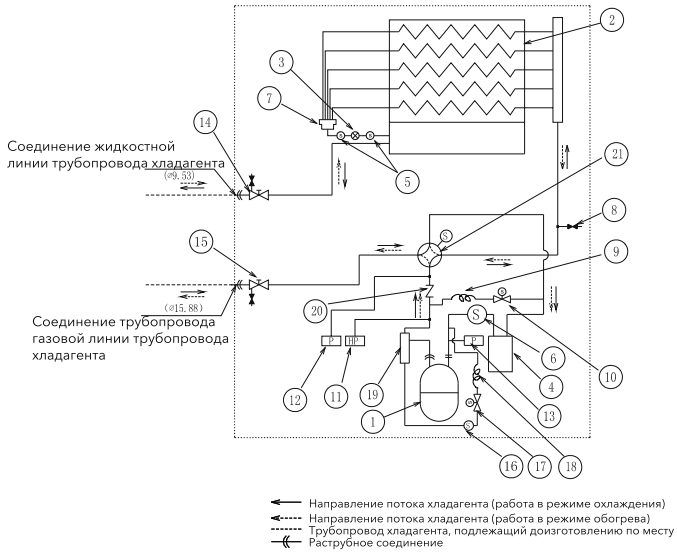 2
3
7
14
Соединение жидкостной
линии трубопровода хладагента
(⌀9.53)
S
S
5
21
8
15
S
9
(⌀15.88)
Соединение трубопровода
газовой линии трубопровода
хладагента
20
S
S
6
10
P
HP
P
12
11
19
1
13
4
S
S
16
17
18
Направление потока хладагента (работа в режиме охлаждения)
Направление потока хладагента (работа в режиме обогрева)
Трубопровод хладагента, подлежащий доизготовлению по месту
Раструбное соединение